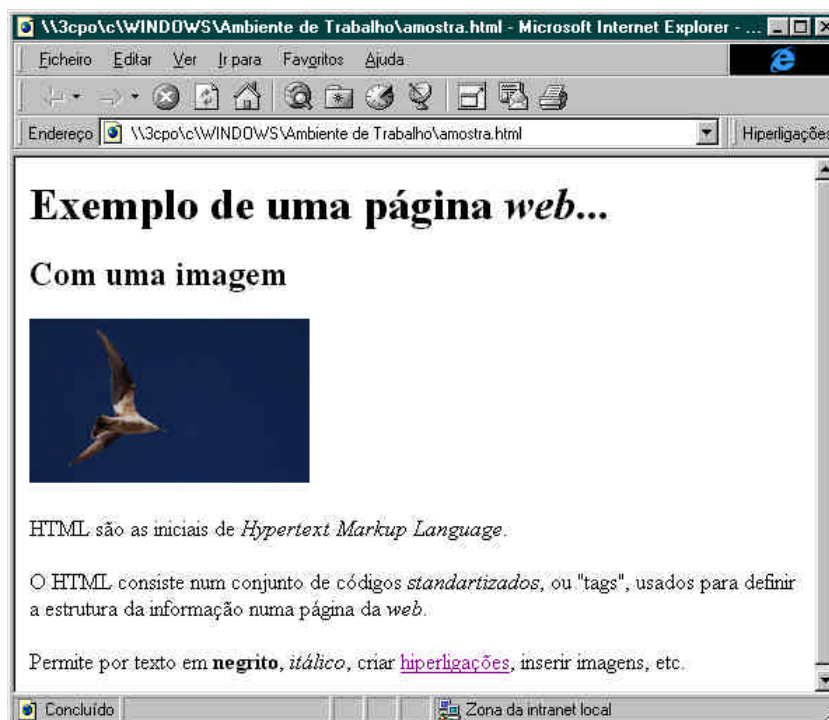 \\3cpo\c\WINDOWS\Ambiente de Trabalho\amostra.html - Microsoft Internet Explorer - ...
Ficheiro Editar Ver Ir para Favoritos Ajuda
Endereço \\3cpo\c\WINDOWS\Ambiente de Trabalho\amostra.html Hiperligações
Exemplo de uma página web...
Com uma imagem
HTML são as iniciais de Hypertext Markup Language.
O HTML consiste num conjunto de códigos standartizados, ou "tags", usados para definir
a estrutura da informação numa página da web.
Permite por texto em negrito, itálico, criar hiperligações, inserir imagens, etc.
Concluído Zona da intranet local